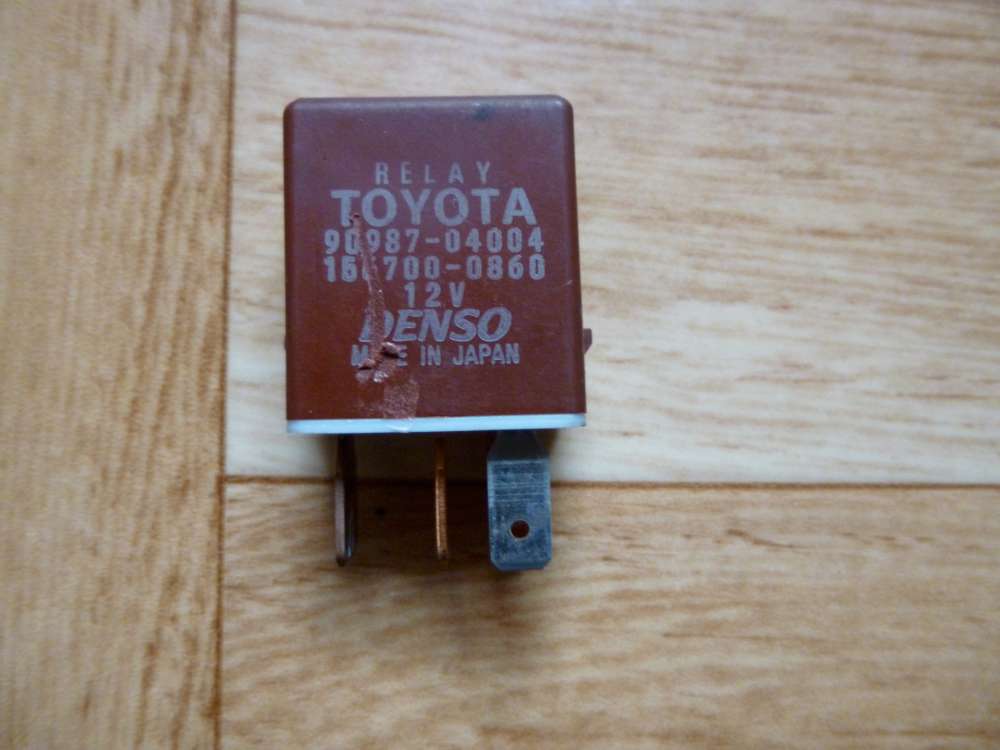 RELAY
TOYOTA
90987-04004
12V
DENSO
MADE IN JAPAN